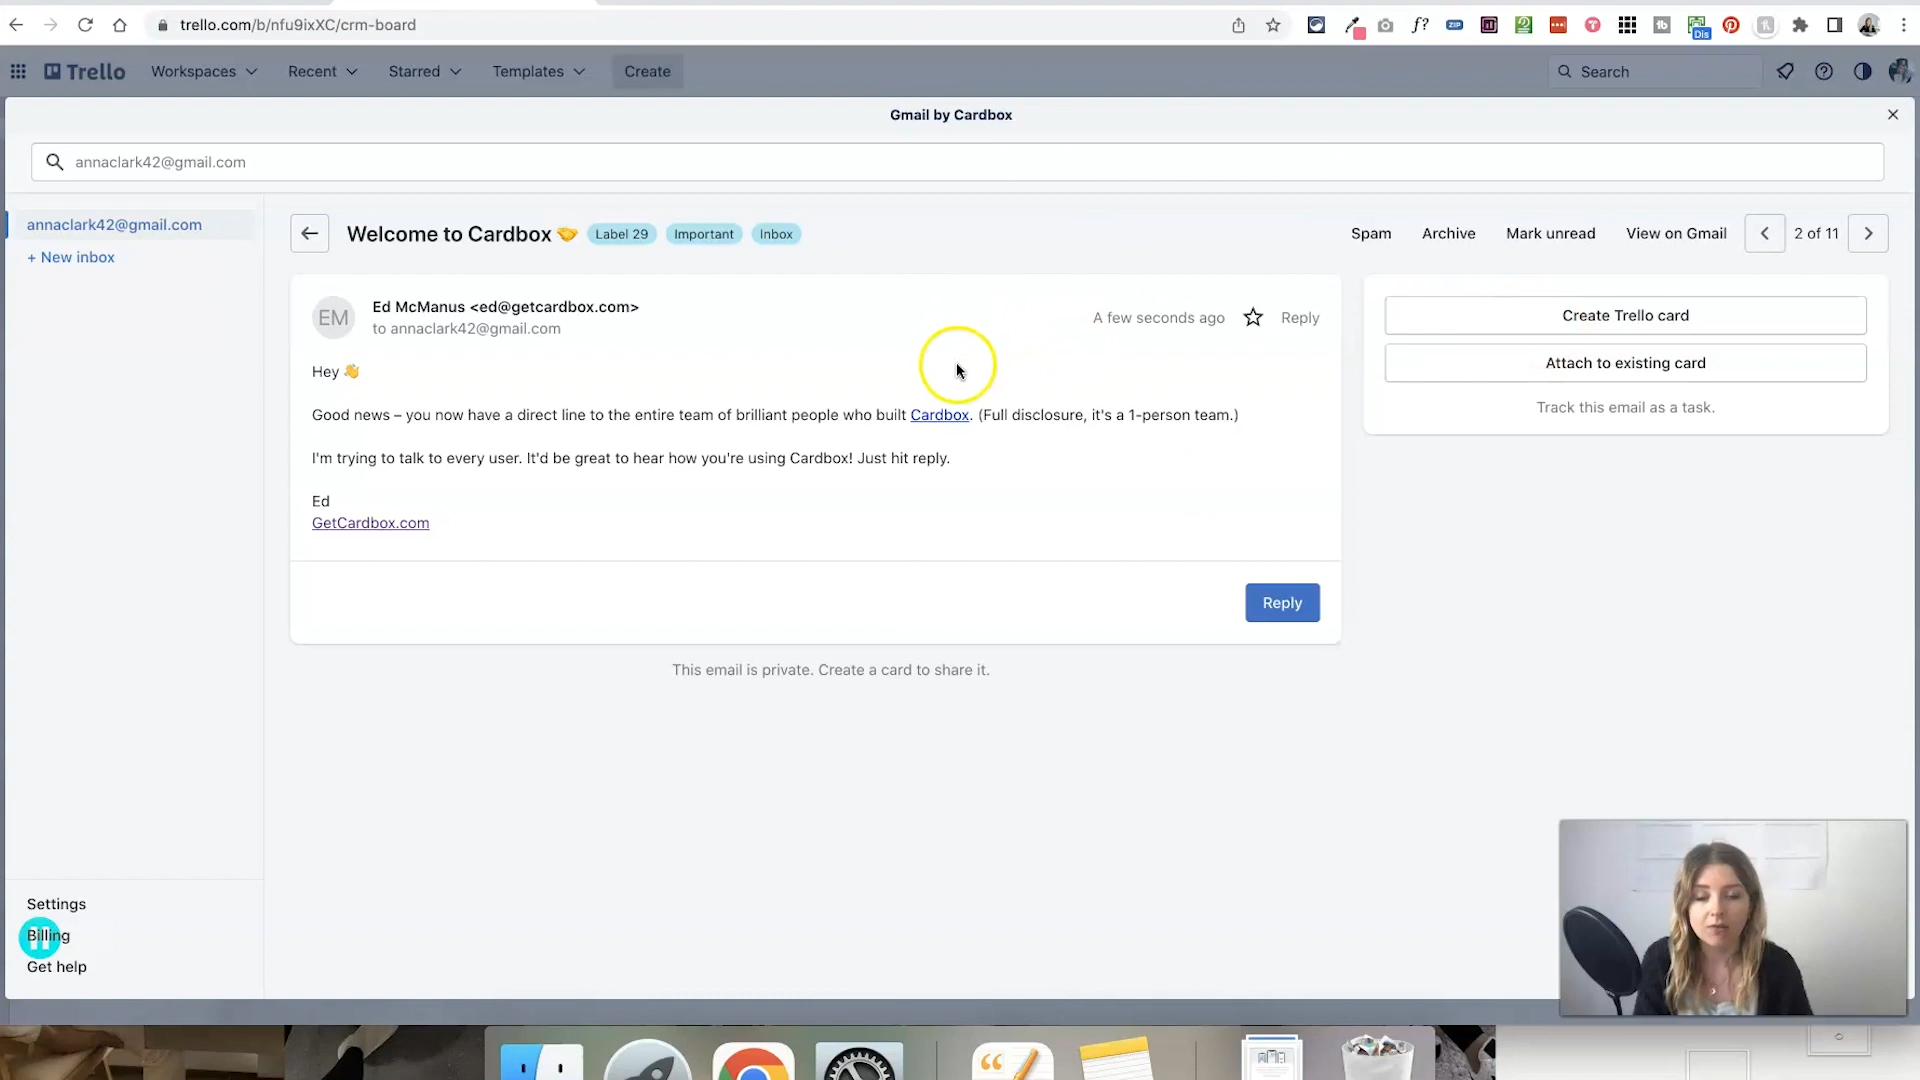 trello.com/b/nfu9ixXC/crm-board
f?
ZIP
Dis
Trello
Workspaces
Recent
Starred
Templates
Create
Search
Gmail by Cardbox
annaclark42@gmail.com
annaclark42@gmail.com
+ New inbox
Welcome to Cardbox 🤝
Label 29
Important
Inbox
Spam
Archive
Mark unread
View on Gmail
2 of 11
EM
Ed McManus <ed@getcardbox.com>
to annaclark42@gmail.com
A few seconds ago
Reply
Hey 👋
Good news – you now have a direct line to the entire team of brilliant people who built Cardbox. (Full disclosure, it's a 1-person team.)
I'm trying to talk to every user. It'd be great to hear how you're using Cardbox! Just hit reply.
Ed
GetCardbox.com
Reply
This email is private. Create a card to share it.
Create Trello card
Attach to existing card
Track this email as a task.
Settings
Billing
Get help